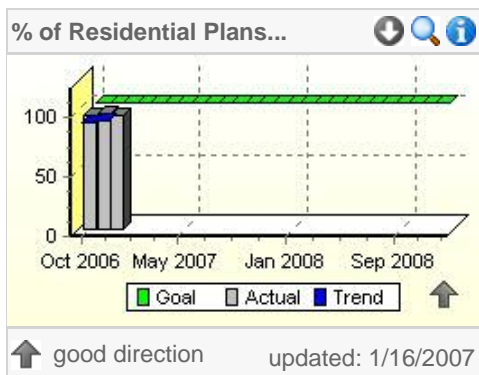 % of Residential Plans...
100
50
0
Oct 2006 May 2007 Jan 2008 Sep 2008
Goal Actual Trend
good direction updated: 1/16/2007